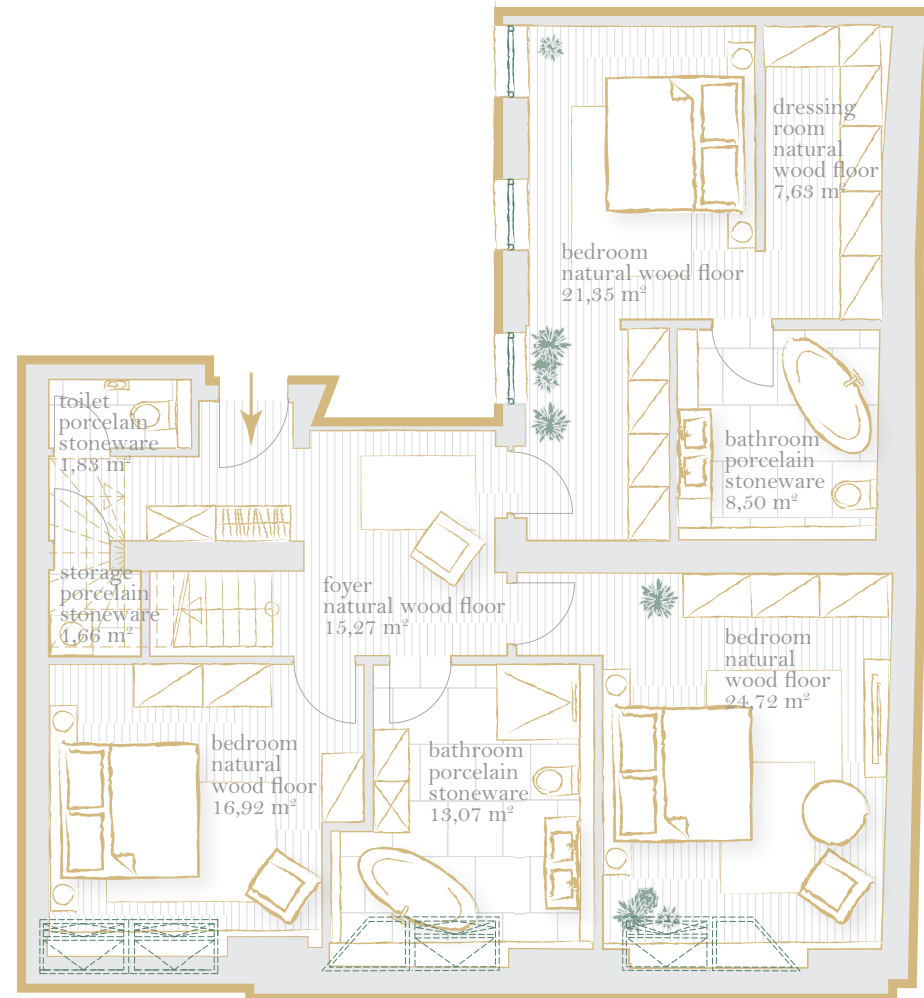 dressing
room
natural
wood floor
7,63 m²
bedroom
natural wood floor
21,35 m²
toilet
porcelain
stoneware
1,83 m²
bathroom
porcelain
stoneware
8,50 m²
storage
porcelain
stoneware
1,66 m²
foyer
natural wood floor
15,27 m²
bedroom
natural
wood floor
24,72 m²
bedroom
natural
wood floor
16,92 m²
bathroom
porcelain
stoneware
13,07 m²